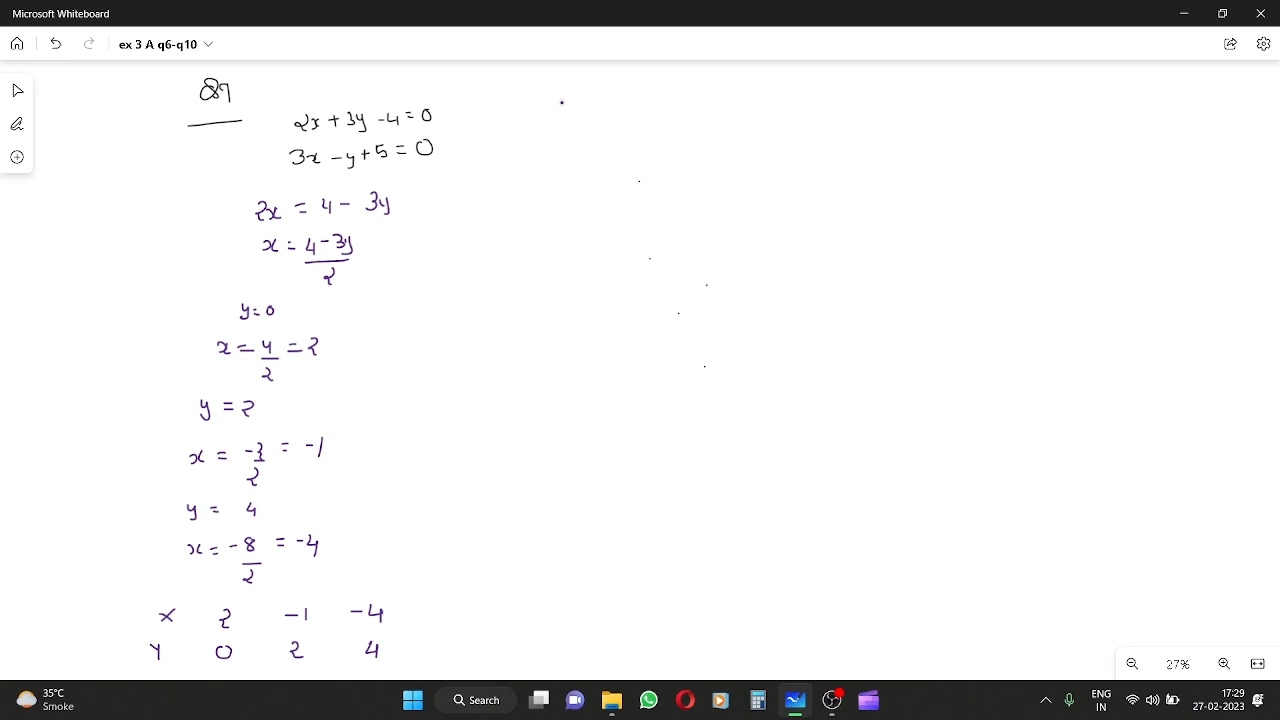 Microsoft Whiteboard
ex 3 A q6-q10
Q9
2x + 3y - 4 = 0
3x - y + 5 = 0
2x = 4 - 3y
x = 4 - 3y
2
y = 0
x = 4 = 2
2
y = 2
x = -2 = -1
2
y = 4
x = -8 = -4
2
x 2 -1 -4
y 0 2 4
27%
35°C
Smoke
Search
ENG
IN
17:29
27-02-2023